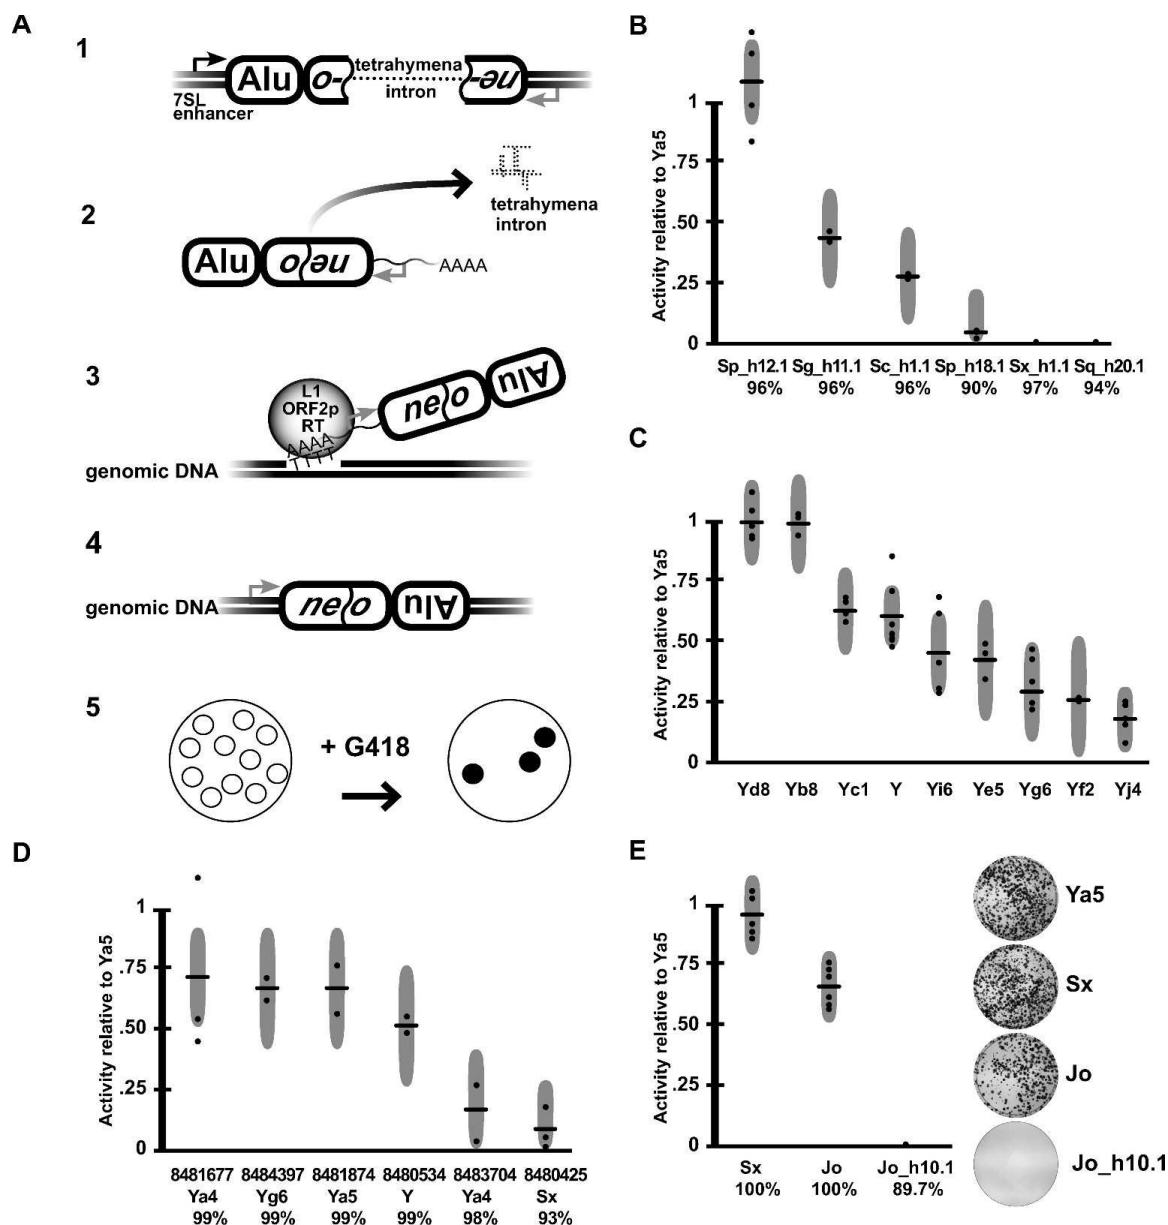 A
1
Alu
o-
tetrahymena
intron
ne-
7SL
enhancer
2
tetrahymena
intron
Alu
o
ne
AAAA
3
L1
ORF2p
RT
AAAA
TTTT
ne
o
Alu
genomic DNA
4
genomic DNA
ne
o
Alu
5
+ G418
B
Activity relative to Ya5
1
.75
.50
.25
0
Sp_h12.1 Sg_h11.1 Sc_h1.1 Sp_h18.1 Sx_h1.1 Sq_h20.1
96% 96% 96% 90% 97% 94%
C
Activity relative to Ya5
1
.75
.50
.25
0
Yd8 Yb8 Yc1 Y Yi6 Ye5 Yg6 Yf2 Yj4
D
Activity relative to Ya5
1
.75
.50
.25
0
8481677 8484397 8481874 8480534 8483704 8480425
Ya4 Yg6 Ya5 Y Ya4 Sx
99% 99% 99% 99% 98% 93%
E
Activity relative to Ya5
1
.75
.50
.25
0
Sx Jo Jo_h10.1
100% 100% 89.7%
Ya5
Sx
Jo
Jo_h10.1